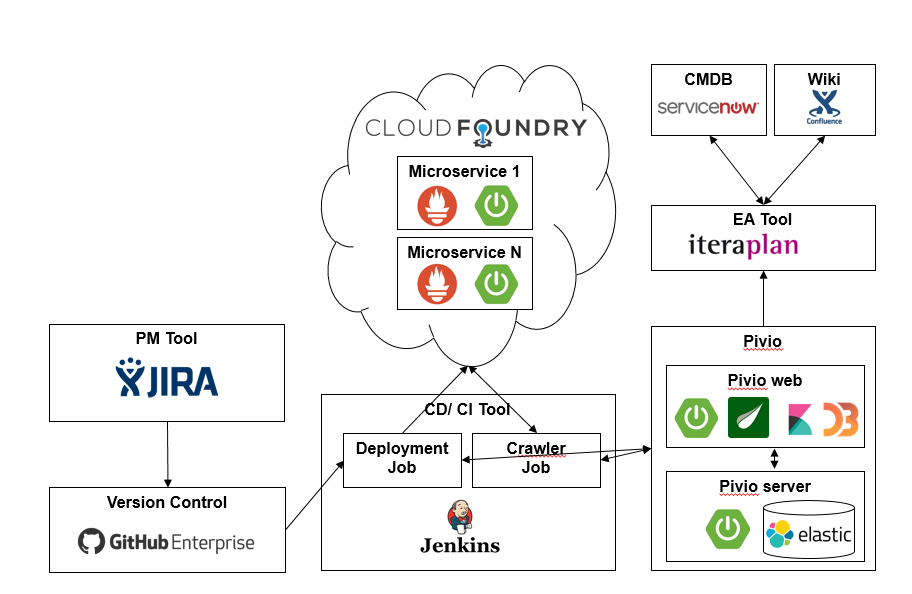 CMDB
servicenow
Wiki
Confluence
CLOUD FOUNDRY
Microservice 1
Microservice N
EA Tool
iteraplan
PM Tool
JIRA
Pivio
Pivio web
D3
CD/ CI Tool
Deployment
Job
Crawler
Job
Version Control
GitHub Enterprise
Jenkins
Pivio server
elastic